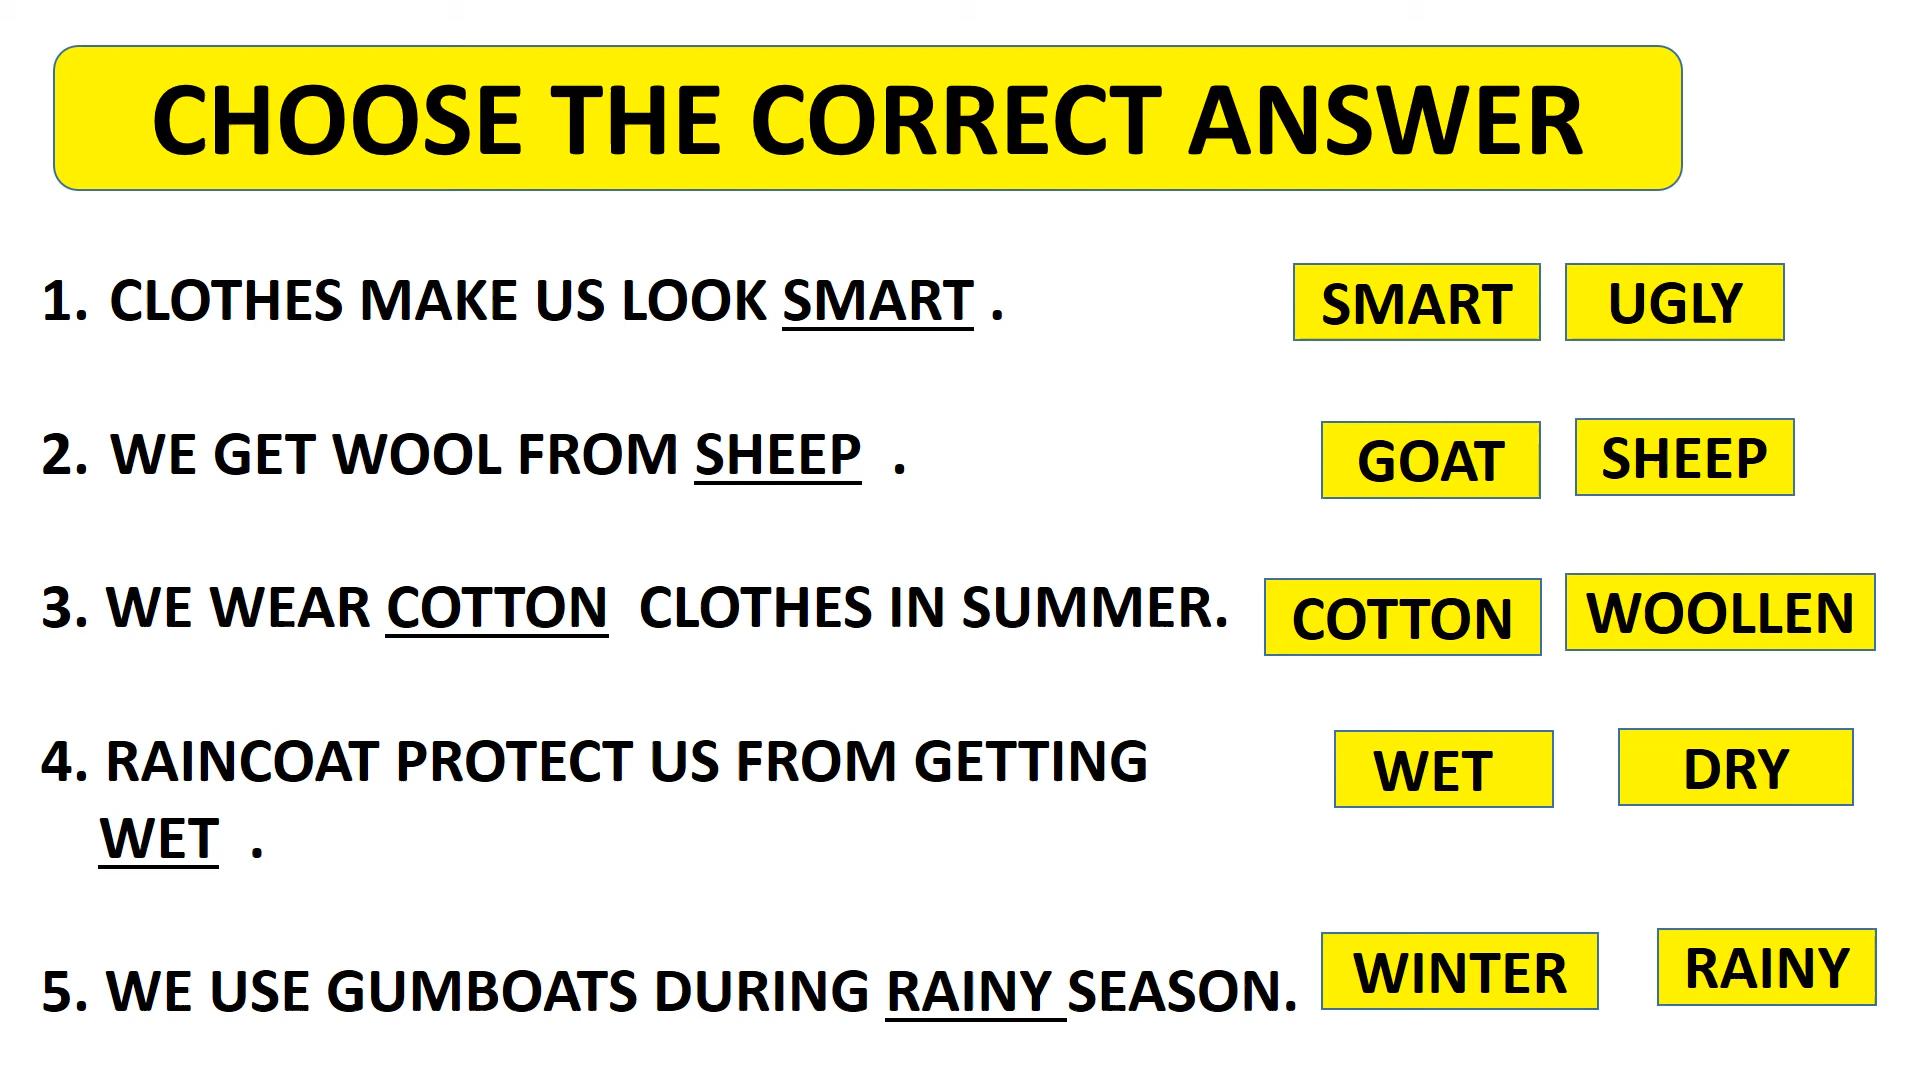 CHOOSE THE CORRECT ANSWER
1. CLOTHES MAKE US LOOK SMART .
SMART UGLY
2. WE GET WOOL FROM SHEEP .
GOAT SHEEP
3. WE WEAR COTTON CLOTHES IN SUMMER.
COTTON WOOLLEN
4. RAINCOAT PROTECT US FROM GETTING
WET .
WET DRY
5. WE USE GUMBOATS DURING RAINY SEASON.
WINTER RAINY